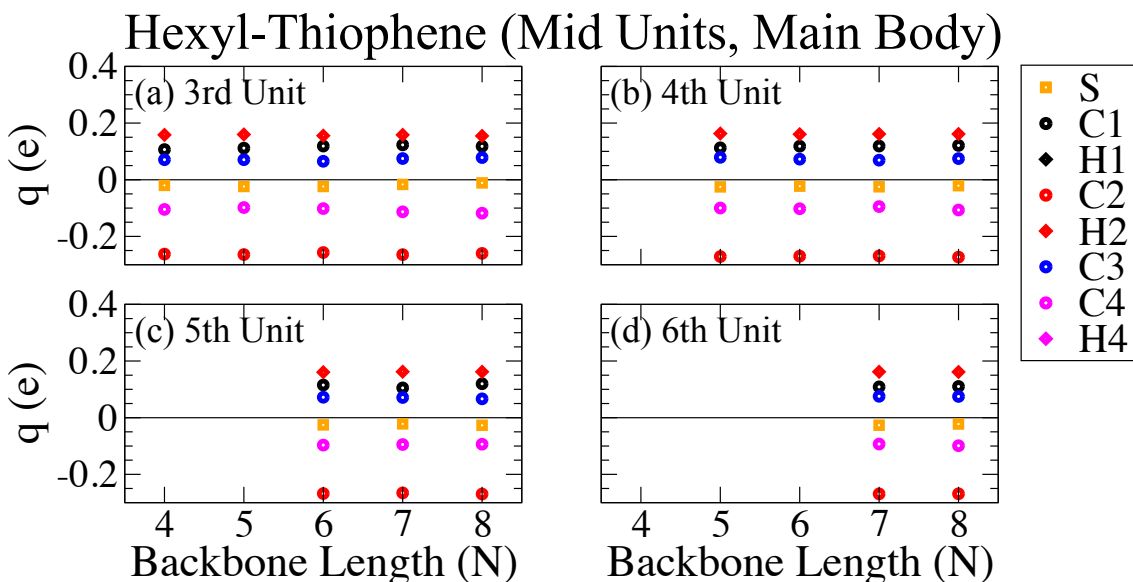 Hexyl-Thiophene (Mid Units, Main Body)
0.4
0.2
0
-0.2
q (e)
(a) 3rd Unit
(b) 4th Unit
S
C1
H1
C2
H2
C3
C4
H4
0.4
0.2
0
-0.2
q (e)
(c) 5th Unit
(d) 6th Unit
4 5 6 7 8
4 5 6 7 8
Backbone Length (N)
Backbone Length (N)